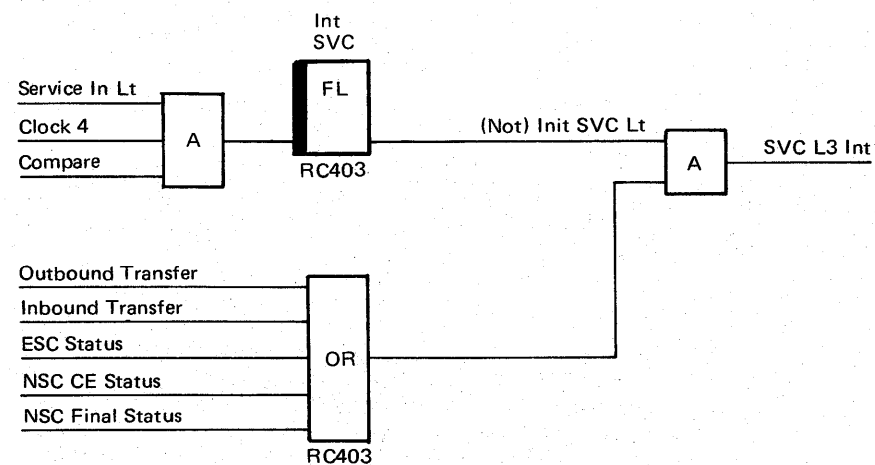 Int
SVC
Service In Lt
FL
Clock 4
A
(Not) Init SVC Lt
SVC L3 Int
Compare
A
RC403
Outbound Transfer
Inbound Transfer
ESC Status
OR
NSC CE Status
NSC Final Status
RC403